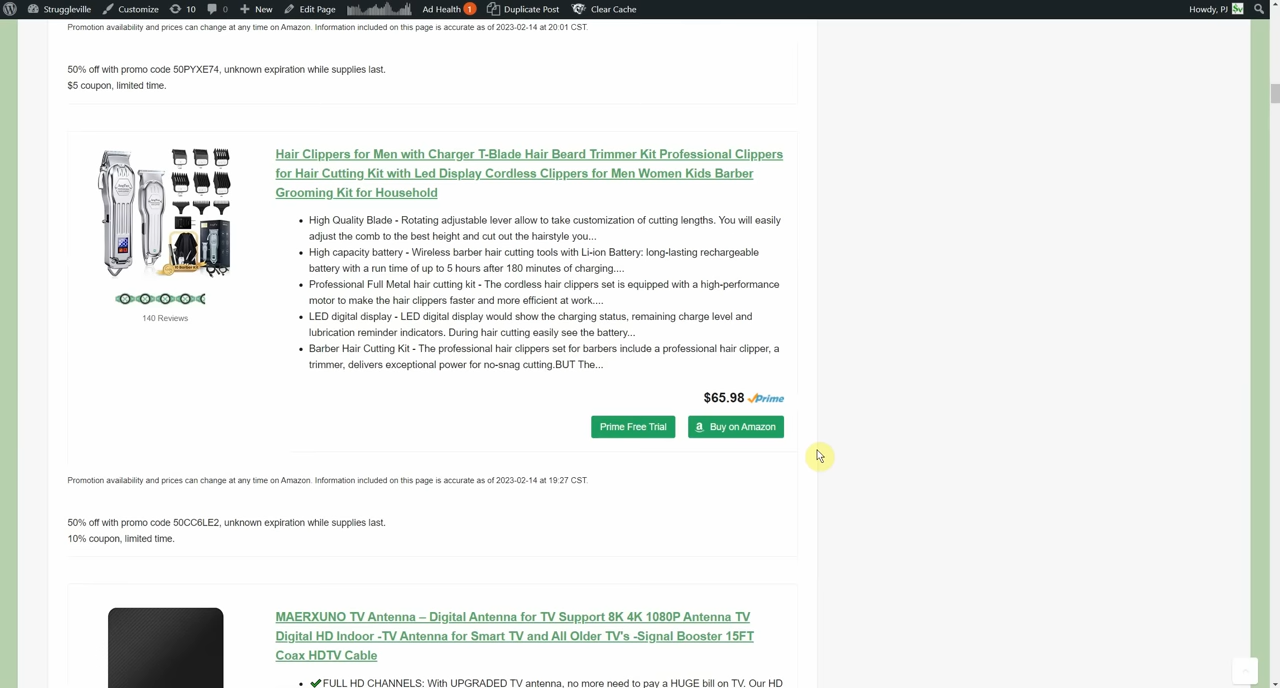 Struggleville Customize 10 0 New Edit Page Ad Health 1 Duplicate Post Clear Cache Howdy, PJ
Promotion availability and prices can change at any time on Amazon. Information included on this page is accurate as of 2023-02-14 at 20:01 CST.
50% off with promo code 50PYXE74, unknown expiration while supplies last.
$5 coupon, limited time.
Hair Clippers for Men with Charger T-Blade Hair Beard Trimmer Kit Professional Clippers
for Hair Cutting Kit with Led Display Cordless Clippers for Men Women Kids Barber
Grooming Kit for Household
High Quality Blade - Rotating adjustable lever allow to take customization of cutting lengths. You will easily
adjust the comb to the best height and cut out the hairstyle you...
High capacity battery - Wireless barber hair cutting tools with Li-ion Battery: long-lasting rechargeable
battery with a run time of up to 5 hours after 180 minutes of charging....
Professional Full Metal hair cutting kit - The cordless hair clippers set is equipped with a high-performance
motor to make the hair clippers faster and more efficient at work....
LED digital display - LED digital display would show the charging status, remaining charge level and
lubrication reminder indicators. During hair cutting easily see the battery...
Barber Hair Cutting Kit - The professional hair clippers set for barbers include a professional hair clipper, a
trimmer, delivers exceptional power for no-snag cutting.BUT The...
140 Reviews
$65.98 Prime
Prime Free Trial
Buy on Amazon
Promotion availability and prices can change at any time on Amazon. Information included on this page is accurate as of 2023-02-14 at 19:27 CST.
50% off with promo code 50CC6LE2, unknown expiration while supplies last.
10% coupon, limited time.
MAERXUNO TV Antenna – Digital Antenna for TV Support 8K 4K 1080P Antenna TV
Digital HD Indoor -TV Antenna for Smart TV and All Older TV's -Signal Booster 15FT
Coax HDTV Cable
FULL HD CHANNELS: With UPGRADED TV antenna, no more need to pay a HUGE bill on TV. Our HD